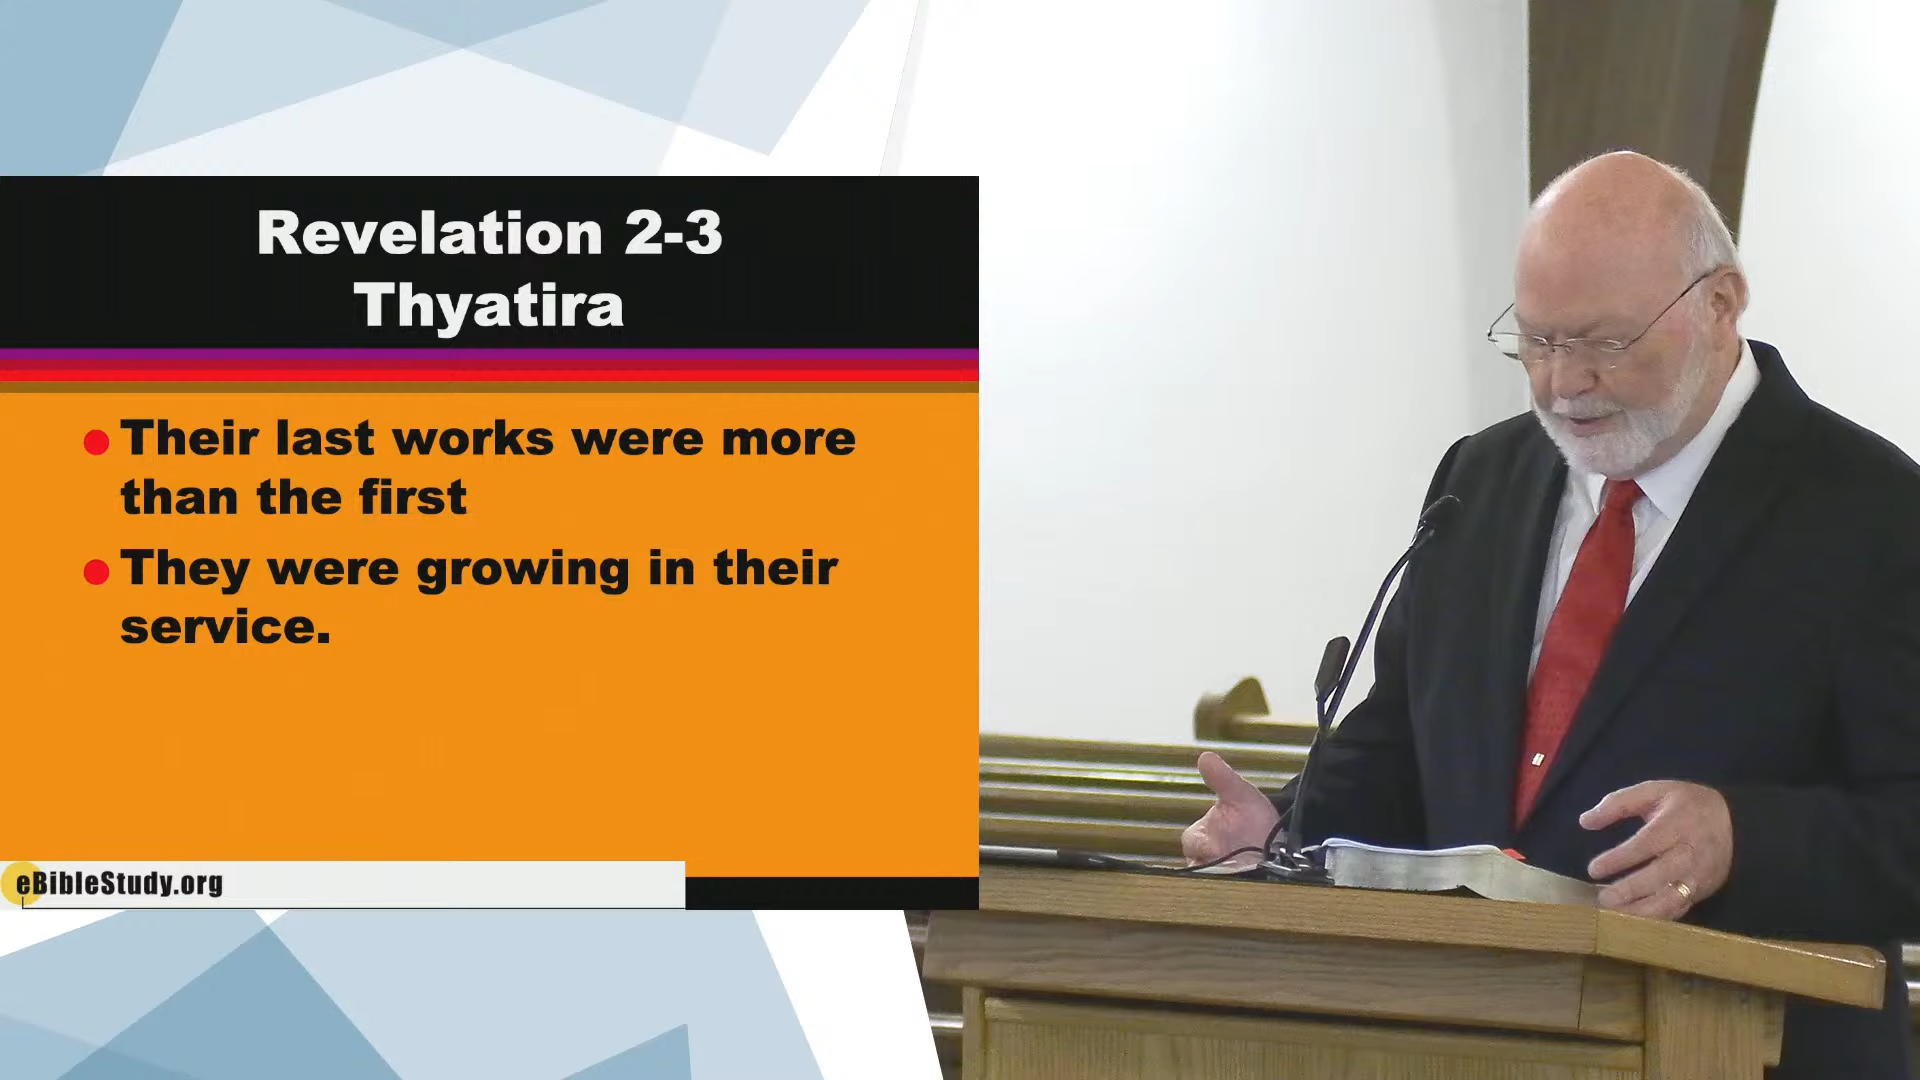 Revelation 2-3
Thyatira
Their last works were more
than the first
They were growing in their
service.
eBibleStudy.org